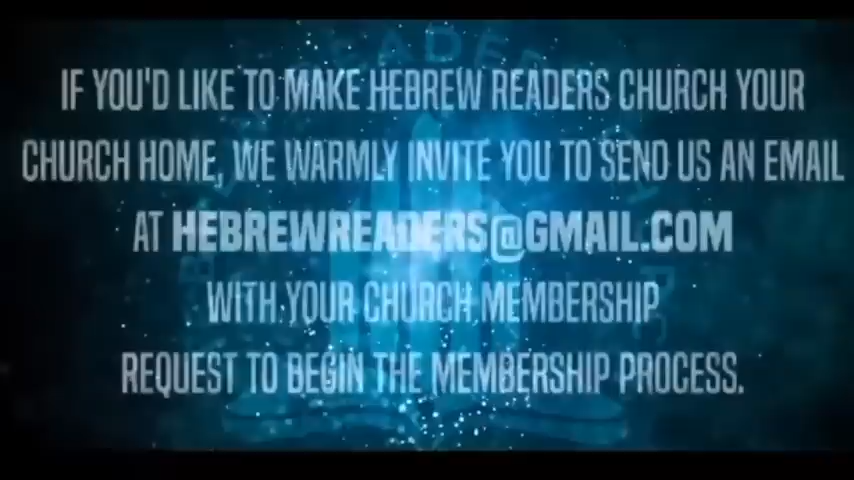 IF YOU'D LIKE TO MAKE HEBREW READERS CHURCH YOUR
CHURCH HOME, WE WARMLY INVITE YOU TO SEND US AN EMAIL
AT HEBREWREADERS@GMAIL.COM
WITH YOUR CHURCH MEMBERSHIP
REQUEST TO BEGIN THE MEMBERSHIP PROCESS.